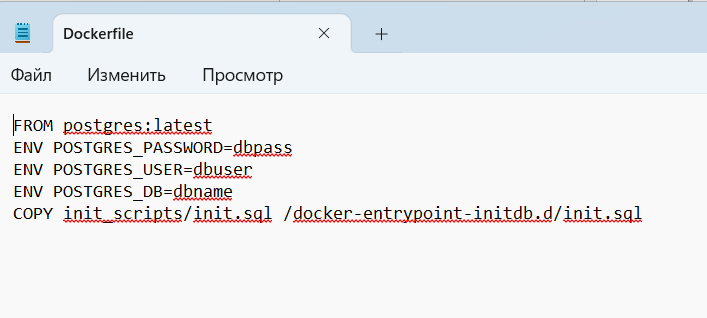 Dockerfile
Файл Изменить Просмотр
FROM postgres:latest
ENV POSTGRES_PASSWORD=dbpass
ENV POSTGRES_USER=dbuser
ENV POSTGRES_DB=dbname
COPY init_scripts/init.sql /docker-entrypoint-initdb.d/init.sql